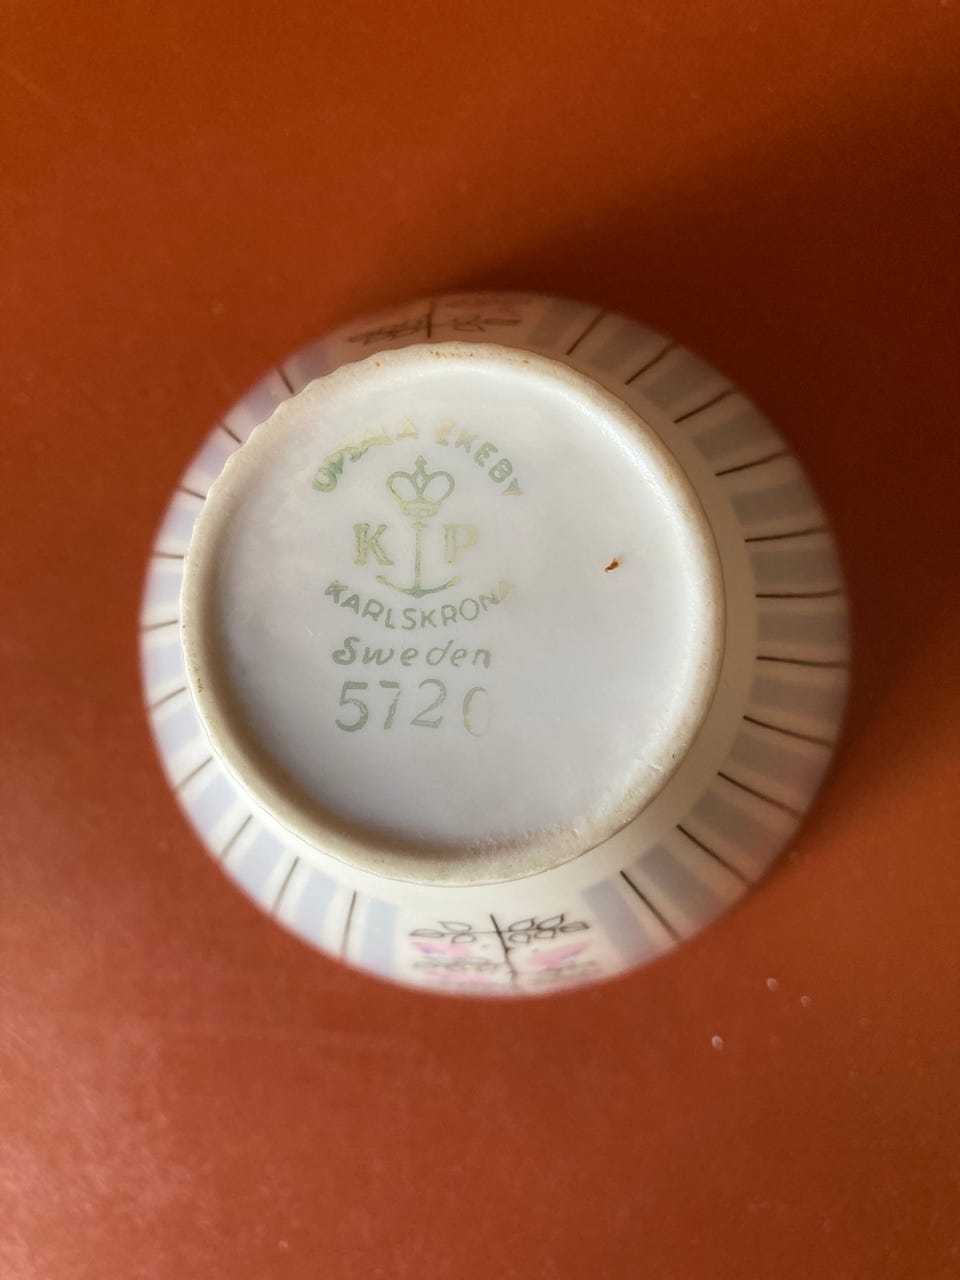 UPSALA EKEBY
K P
KARLSKRONA
Sweden
5720